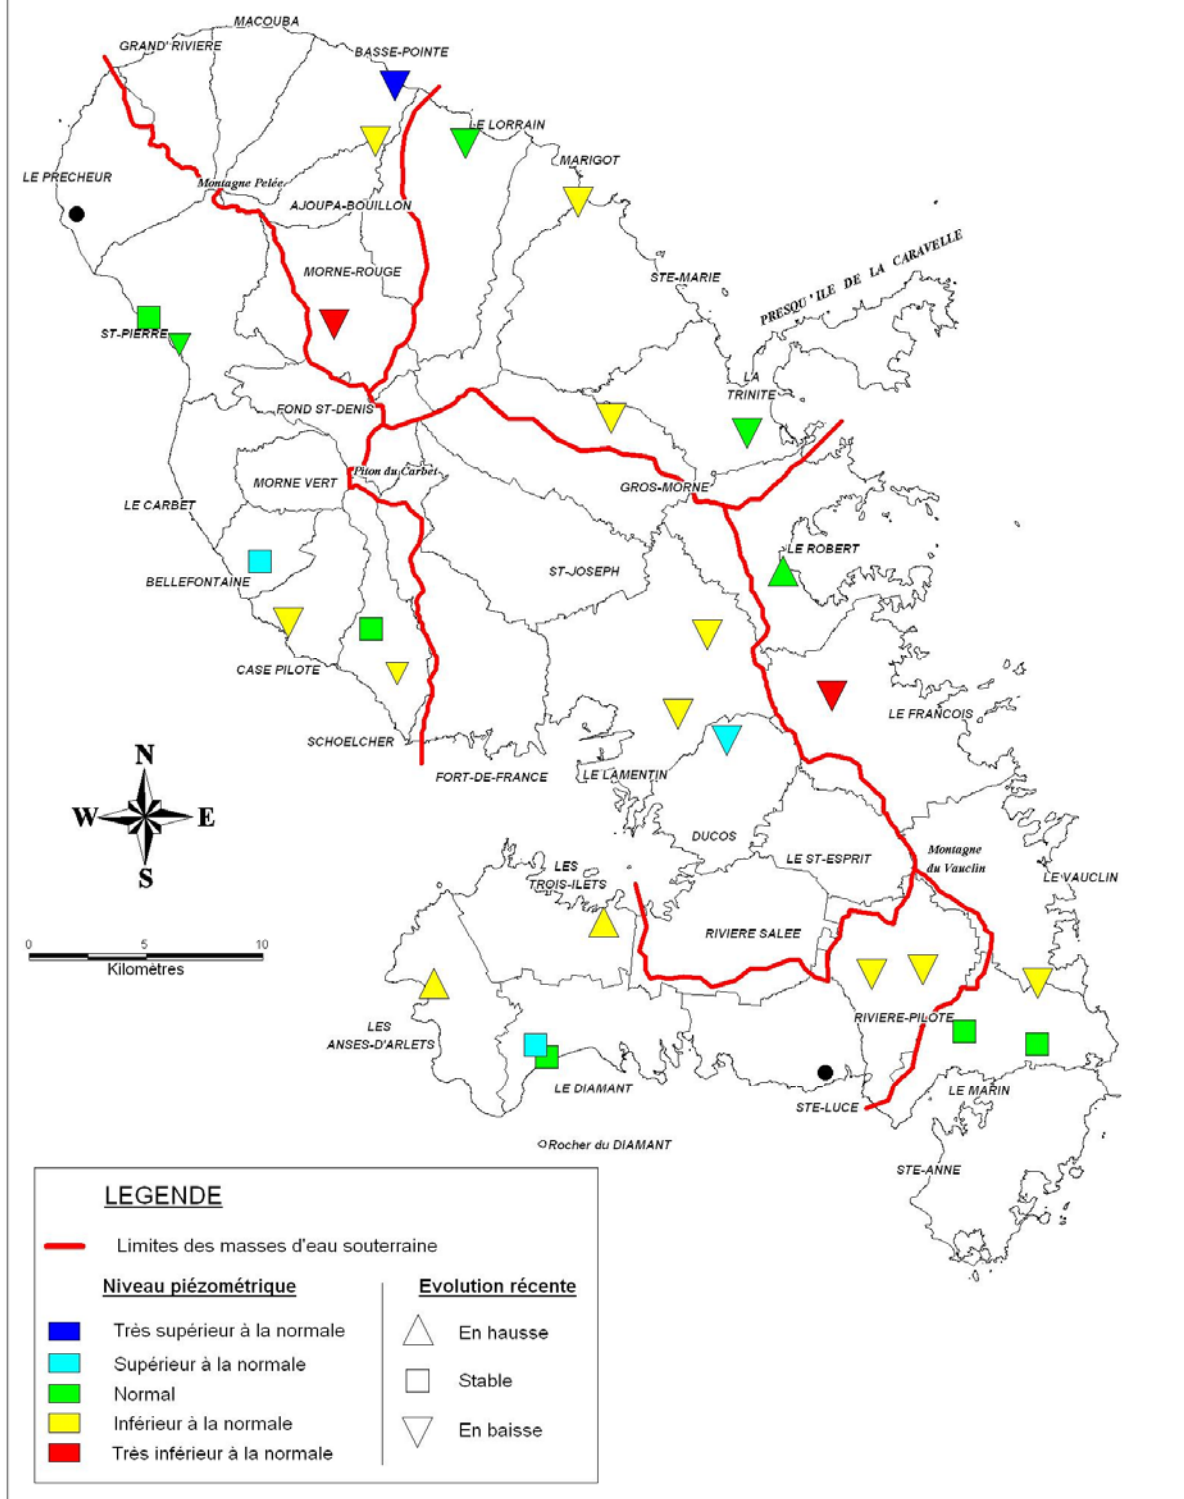 MACOUBA
GRAND' RIVIERE
BASSE-POINTE
LE LORRAIN
MARIGOT
LE PRECHEUR
Montagne Pelée
AJOUPA-BOUILLON
PRESQU'ILE DE LA CARAVELLE
MORNE-ROUGE
STE-MARIE
ST-PIERRE
LA
TRINITE
FOND ST-DENIS
Piton du Carbet
MORNE VERT
GROS-MORNE
LE CARBET
LE ROBERT
ST-JOSEPH
BELLEFONTAINE
CASE PILOTE
LE FRANCOIS
SCHOELCHER
FORT-DE-FRANCE
LE LAMENTIN
N
W
E
S
DUCOS
LE ST-ESPRIT
Montagne
du Vauclin
LE VAUCLIN
LES
TROIS-ILETS
RIVIERE SALEE
0 5 10
Kilomètres
LES
ANSES-D'ARLETS
RIVIERE-PILOTE
LE DIAMANT
LE MARIN
STE-LUCE
Rocher du DIAMANT
STE-ANNE
LEGENDE
Limites des masses d'eau souterraine
Niveau piézométrique
Evolution récente
Très supérieur à la normale
En hausse
Supérieur à la normale
Stable
Normal
Inférieur à la normale
En baisse
Très inférieur à la normale